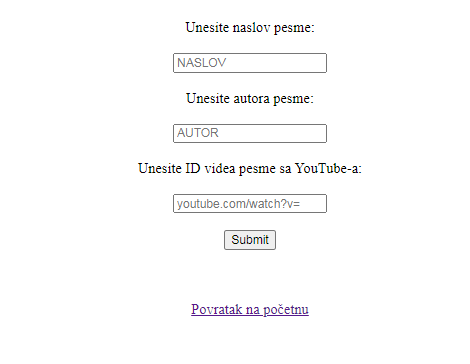 Unesite naslov pesme:
NASLOV
Unesite autora pesme:
AUTOR
Unesite ID videa pesme sa YouTube-a:
youtube.com/watch?v=
Submit
Povratak na početnu